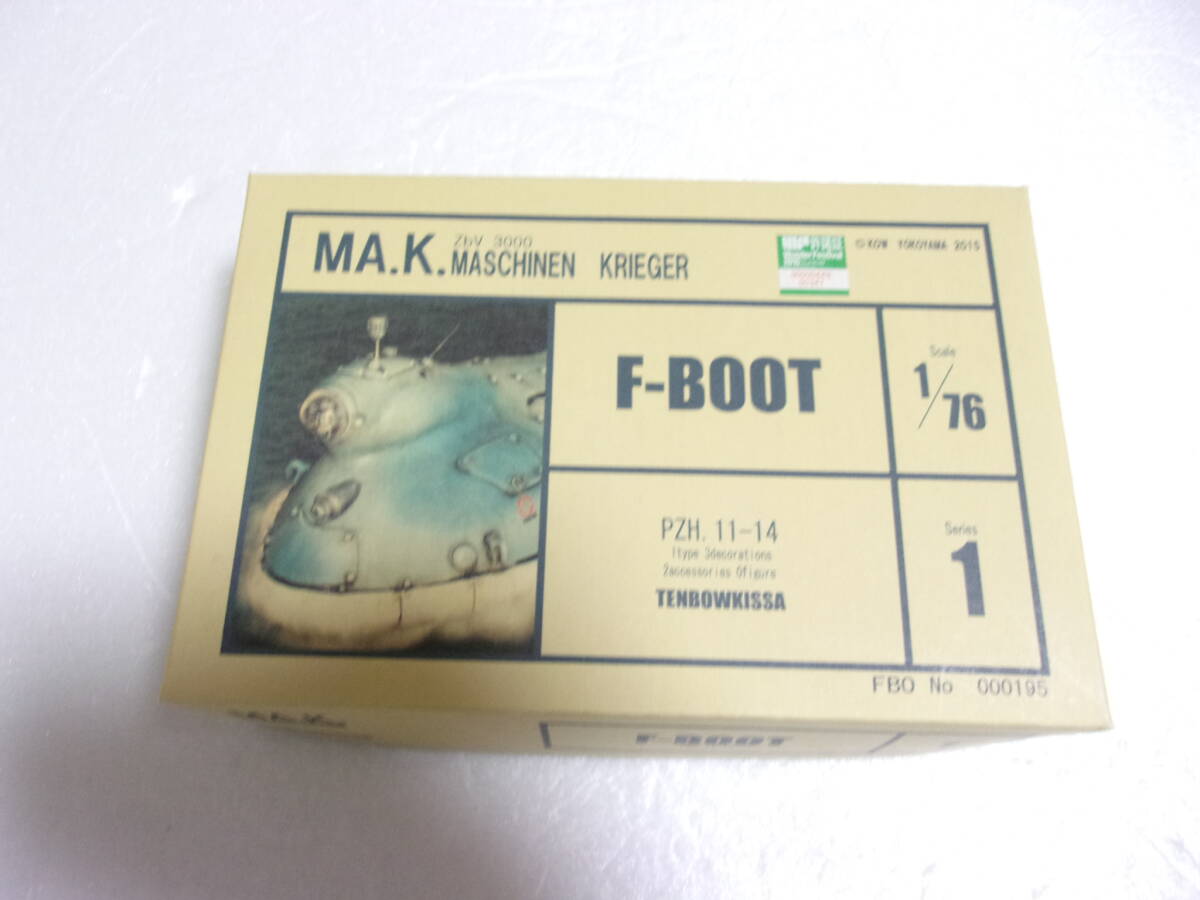 MA.K.
ZbV 3000
MASCHINEN KRIEGER
©KOW YOKOYAMA 2015
F-BOOT
Scale
1/76
PZH. 11-14
1type 3decorations
2accessories 0figure
TENBOWKISSA
Series
1
FBO No 000195
F-BOOT